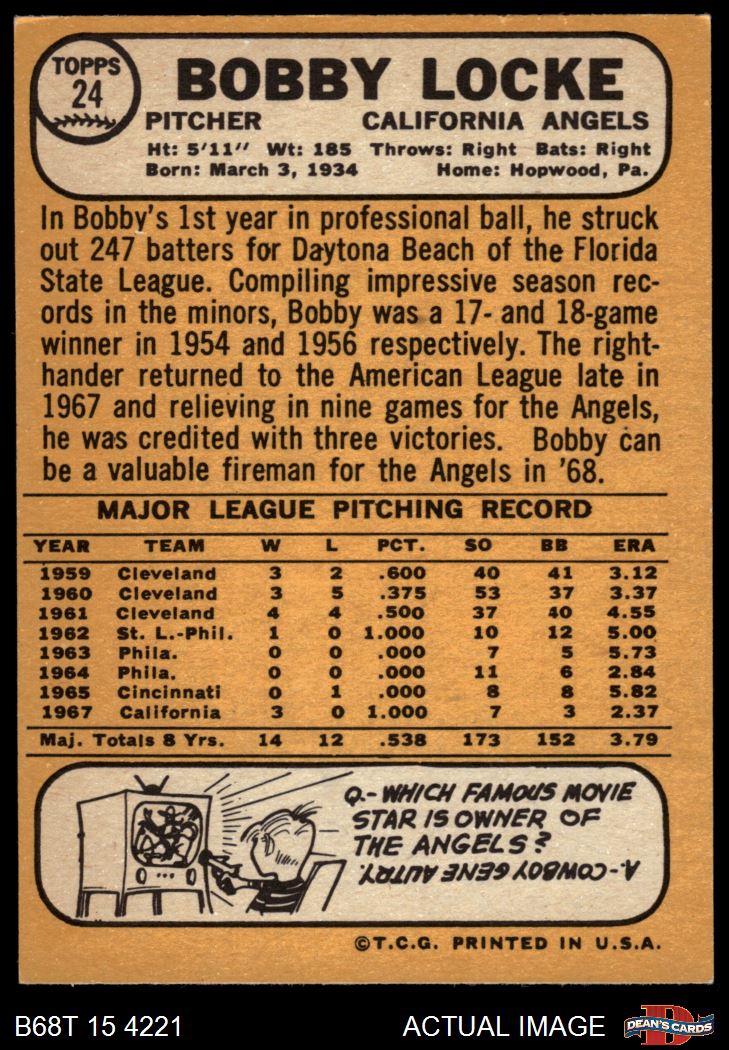 TOPPS
24
BOBBY LOCKE
PITCHER CALIFORNIA ANGELS
Ht: 5'11" Wt: 185 Throws: Right Bats: Right
Born: March 3, 1934 Home: Hopwood, Pa.
In Bobby's 1st year in professional ball, he struck
out 247 batters for Daytona Beach of the Florida
State League. Compiling impressive season rec-
ords in the minors, Bobby was a 17- and 18-game
winner in 1954 and 1956 respectively. The right-
hander returned to the American League late in
1967 and relieving in nine games for the Angels,
he was credited with three victories. Bobby can
be a valuable fireman for the Angels in '68.
MAJOR LEAGUE PITCHING RECORD
YEAR TEAM W L PCT. SO BB ERA
1959 Cleveland 3 2 .600 40 41 3.12
1960 Cleveland 3 5 .375 53 37 3.37
1961 Cleveland 4 4 .500 37 40 4.55
1962 St. L.-Phil. 1 0 1.000 10 12 5.00
1963 Phila. 0 0 .000 7 5 5.73
1964 Phila. 0 0 .000 11 6 2.84
1965 Cincinnati 0 1 .000 8 8 5.82
1967 California 3 0 1.000 7 3 2.37
Maj. Totals 8 Yrs. 14 12 .538 173 152 3.79
Q.- WHICH FAMOUS MOVIE
STAR IS OWNER OF
THE ANGELS?
A.- COWBOY GENE AUTRY.
©T.C.G. PRINTED IN U.S.A.
B68T 15 4221 ACTUAL IMAGE DEAN'S CARDS